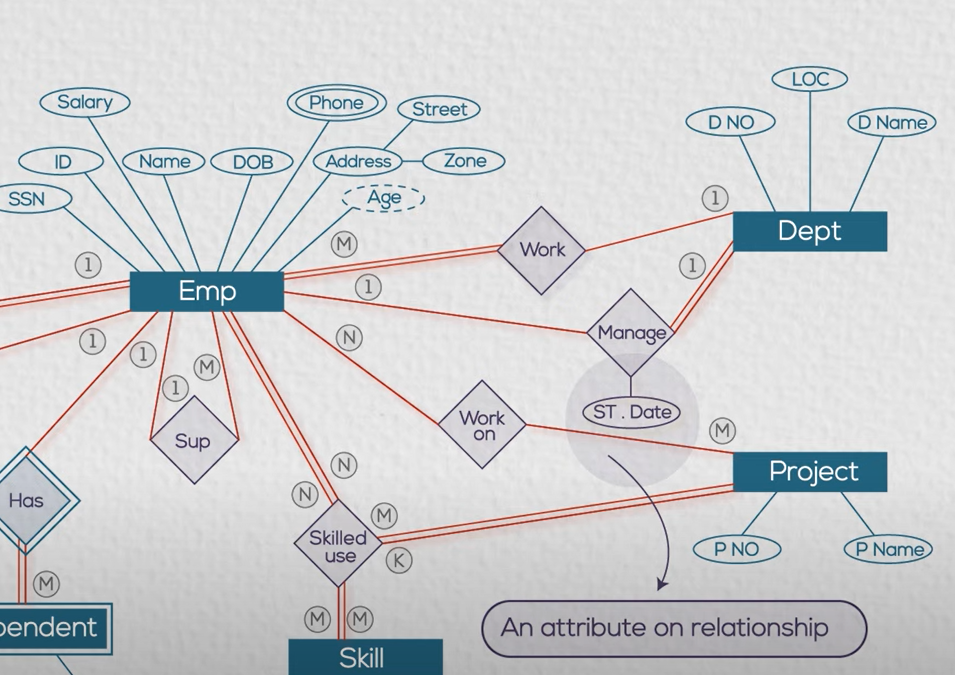 LOC
Salary
Phone
Street
D NO
D Name
ID
Name
DOB
Address
Zone
SSN
Age
1
M
Work
Dept
1
1
Emp
1
Manage
1
N
1
M
1
ST . Date
Sup
Work
on
M
Project
N
N
Has
M
Skilled
use
K
P NO
P Name
M
M
M
pendent
An attribute on relationship
Skill